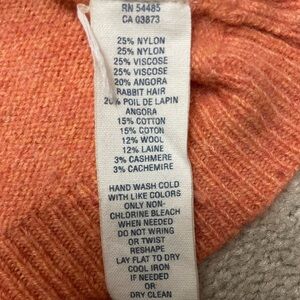 RN 54485
CA 03873
25% NYLON
25% NYLON
25% VISCOSE
25% VISCOSE
20% ANGORA
RABBIT HAIR
20% POIL DE LAPIN
ANGORA
15% COTTON
15% COTON
12% WOOL
12% LAINE
3% CASHMERE
3% CACHEMIRE
HAND WASH COLD
WITH LIKE COLORS
ONLY NON-
CHLORINE BLEACH
WHEN NEEDED
DO NOT WRING
OR TWIST
RESHAPE
LAY FLAT TO DRY
COOL IRON
IF NEEDED
OR
DRY CLEAN